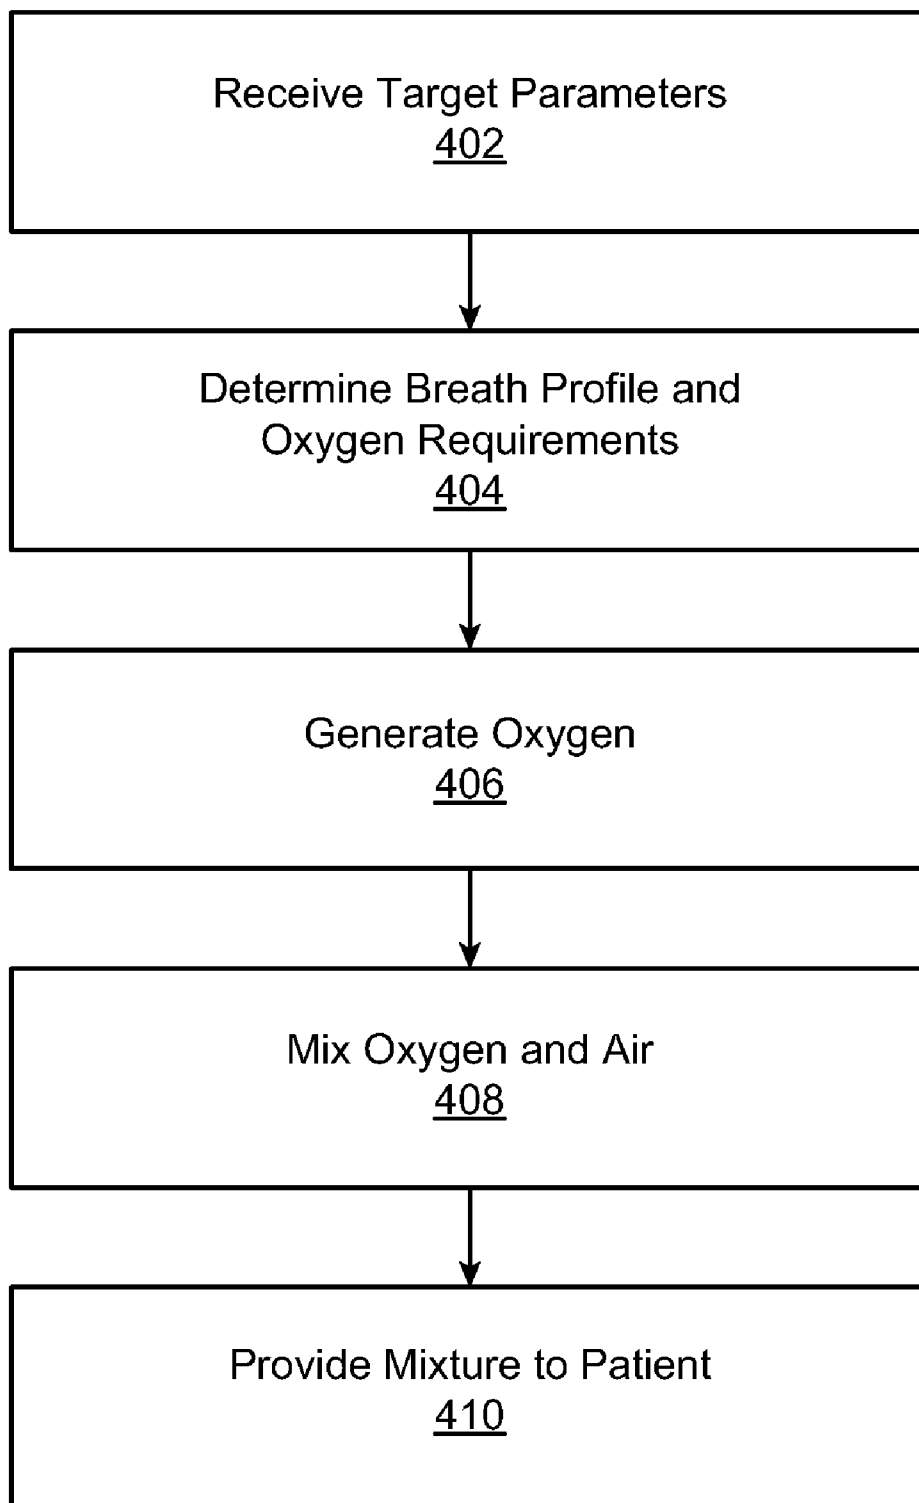 Receive Target Parameters
402
Determine Breath Profile and
Oxygen Requirements
404
Generate Oxygen
406
Mix Oxygen and Air
408
Provide Mixture to Patient
410